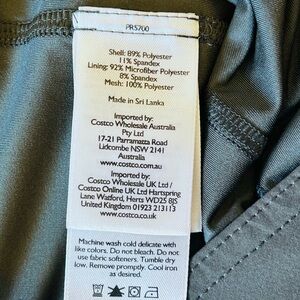 PR5700
Shell: 89% Polyester
11% Spandex
Lining: 92% Microfiber Polyester
8% Spandex
Mesh: 100% Polyester
Made in Sri Lanka
Imported by:
Costco Wholesale Australia
Pty Ltd
17-21 Parramatta Road
Lidcombe NSW 2141
Australia
www.costco.com.au
Imported by:
Costco Wholesale UK Ltd /
Costco Online UK Ltd Hartspring
Lane Watford, Herts WD25 8JS
United Kingdom 01923 213113
www.costco.co.uk
Machine wash cold delicate with
like colors. Do not bleach. Do not
use fabric softeners. Tumble dry
low. Remove promptly. Cool iron
as desired.